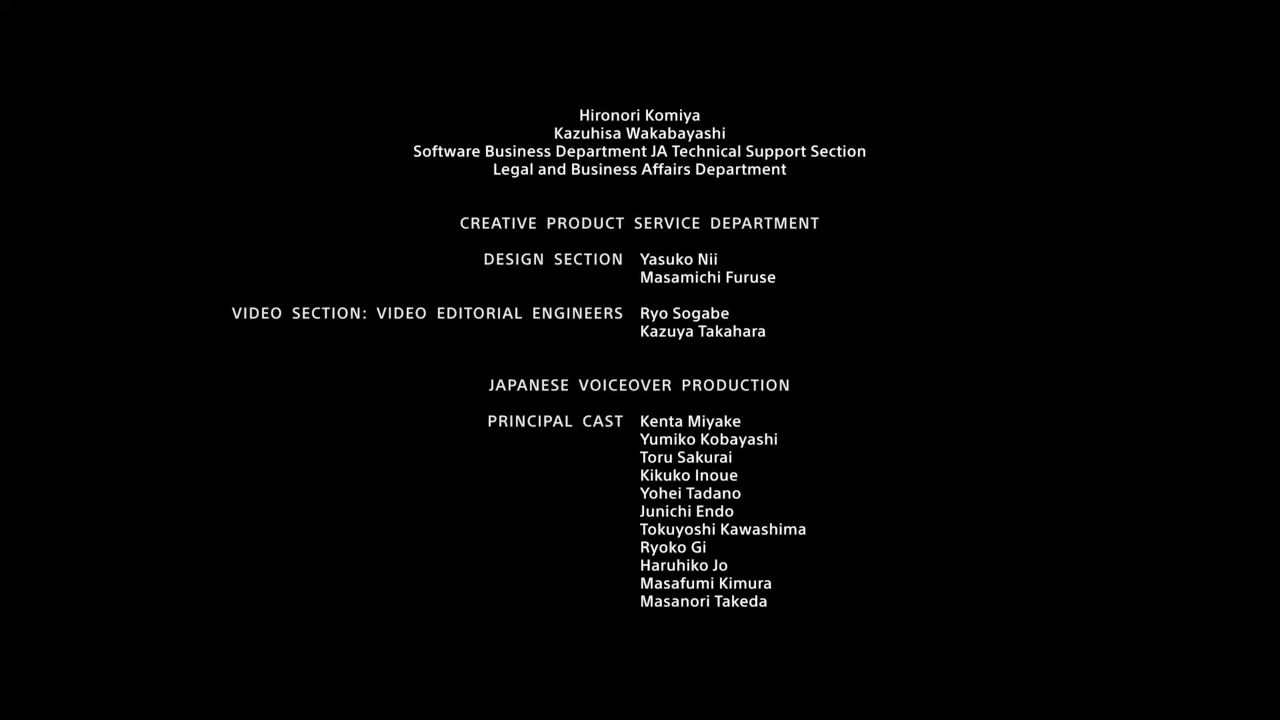 Hironori Komiya
Kazuhisa Wakabayashi
Software Business Department JA Technical Support Section
Legal and Business Affairs Department
CREATIVE PRODUCT SERVICE DEPARTMENT
DESIGN SECTION Yasuko Nii
Masamichi Furuse
VIDEO SECTION: VIDEO EDITORIAL ENGINEERS Ryo Sogabe
Kazuya Takahara
JAPANESE VOICEOVER PRODUCTION
PRINCIPAL CAST Kenta Miyake
Yumiko Kobayashi
Toru Sakurai
Kikuko Inoue
Yohei Tadano
Junichi Endo
Tokuyoshi Kawashima
Ryoko Gi
Haruhiko Jo
Masafumi Kimura
Masanori Takeda